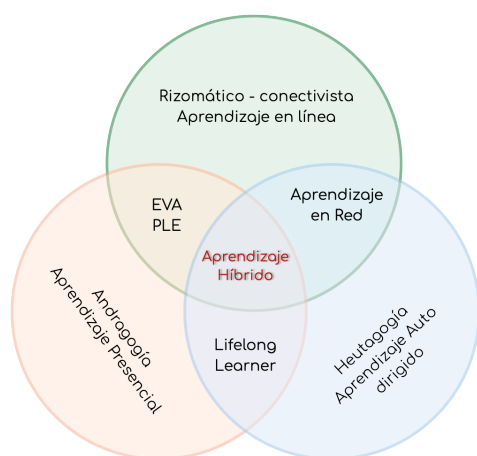 Rizomático - conectivista
Aprendizaje en línea
EVA
PLE
Aprendizaje
en Red
Aprendizaje
Híbrido
Andragogía
Aprendizaje Presencial
Lifelong
Learner
Heutagogía
Aprendizaje Auto
dirigido